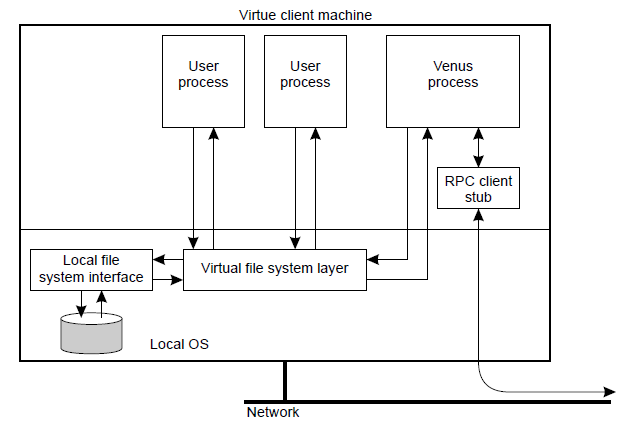 Virtue client machine
User
process
User
process
Venus
process
RPC client
stub
Local file
system interface
Virtual file system layer
Local OS
Network